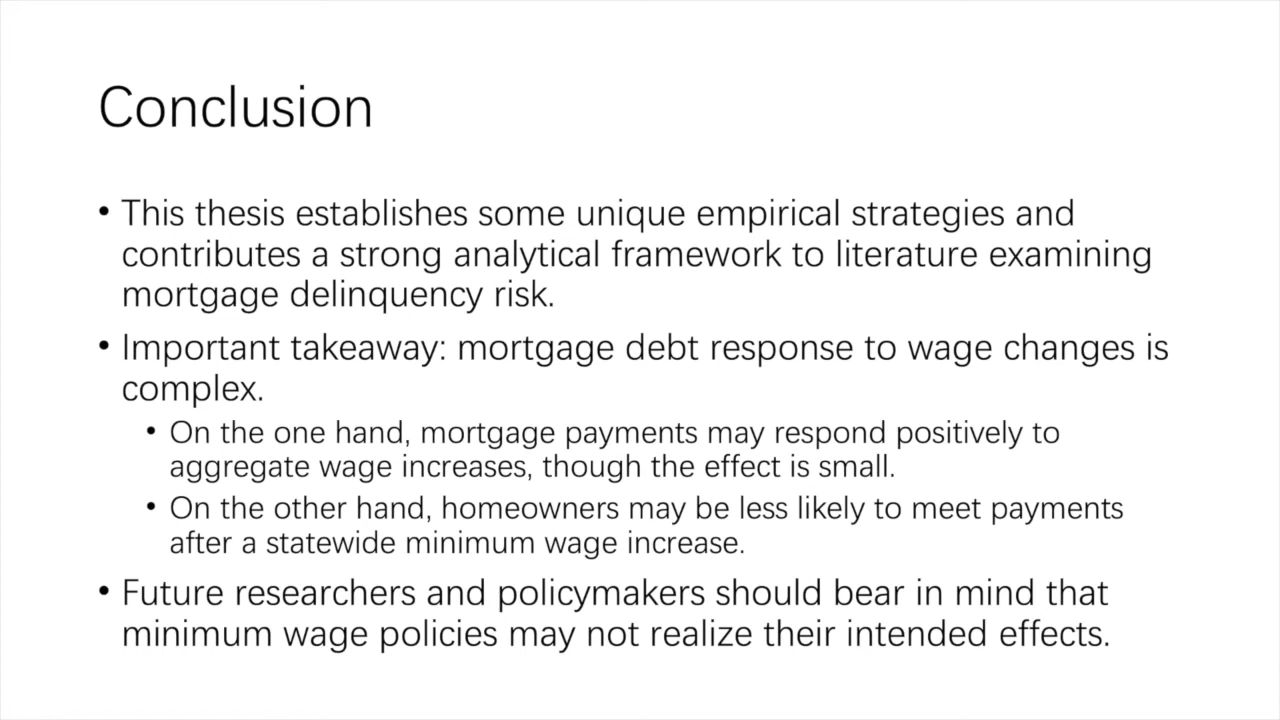 Conclusion
• This thesis establishes some unique empirical strategies and
contributes a strong analytical framework to literature examining
mortgage delinquency risk.
• Important takeaway: mortgage debt response to wage changes is
complex.
• On the one hand, mortgage payments may respond positively to
aggregate wage increases, though the effect is small.
• On the other hand, homeowners may be less likely to meet payments
after a statewide minimum wage increase.
• Future researchers and policymakers should bear in mind that
minimum wage policies may not realize their intended effects.